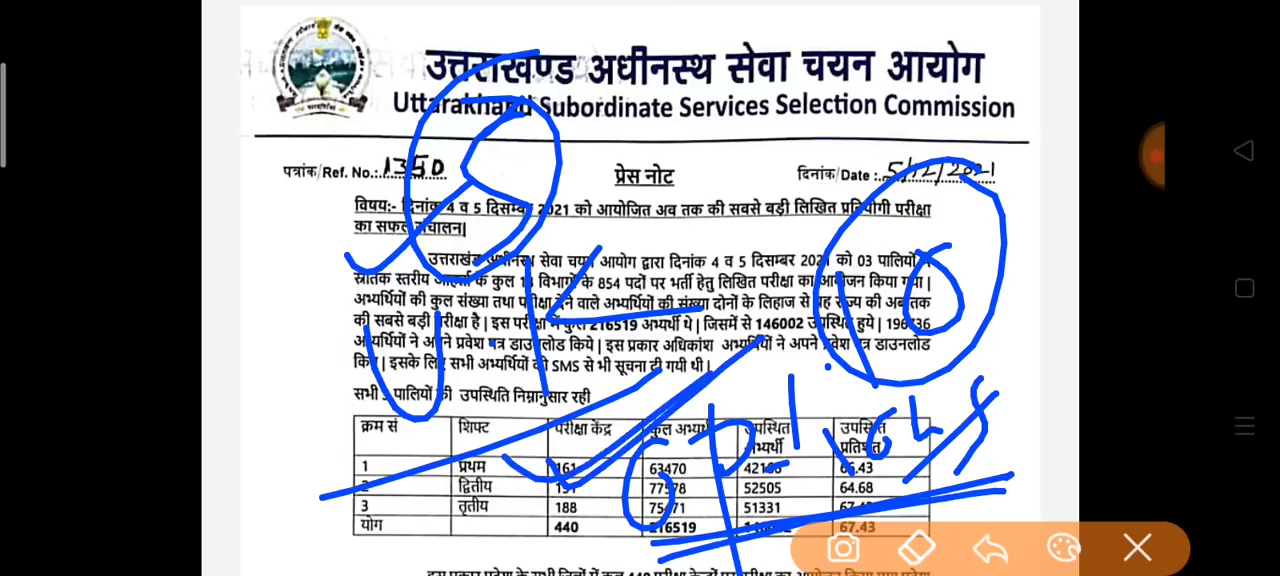 उत्तराखण्ड अधीनस्थ सेवा चयन आयोग
Uttarakhand Subordinate Services Selection Commission
पत्रांक/Ref. No.: 1350 प्रेस नोट दिनांक/Date : 5/12/2021
विषय:- दिनांक 4 व 5 दिसम्बर 2021 को आयोजित अब तक की सबसे बड़ी लिखित प्रतियोगी परीक्षा
का सफल संचालन|
उत्तराखंड अधीनस्थ सेवा चयन आयोग द्वारा दिनांक 4 व 5 दिसम्बर 2021 को 03 पालियों
स्नातक स्तरीय के कुल विभागों के 854 पदों पर भर्ती हेतु लिखित परीक्षा का आयोजन किया गया|
अभ्यर्थियों की कुल संख्या तथा परीक्षा देने वाले अभ्यर्थियों की संख्या दोनों के लिहाज से यह राज्य की अब तक
की सबसे बड़ी परीक्षा है| इस परीक्षा में कुल 216519 अभ्यर्थी थे| जिसमें से 146002 उपस्थित हुये| 196736
अभ्यर्थियों ने अपने प्रवेश पत्र डाउनलोड किये| इस प्रकार अधिकांश अभ्यर्थियों ने अपने प्रवेश पत्र डाउनलोड
किए| इसके लिए सभी अभ्यर्थियों को SMS से भी सूचना दी गयी थी|
सभी पालियों की उपस्थिति निम्नानुसार रही
क्रम सं शिफ्ट परीक्षा केंद्र कुल अभ्यर्थी उपस्थित अभ्यर्थी उपस्थित प्रतिशत
1 प्रथम 161 63470
2 द्वितीय 52505 64.68
3 तृतीय 188 51331
योग 440 216519 67.43